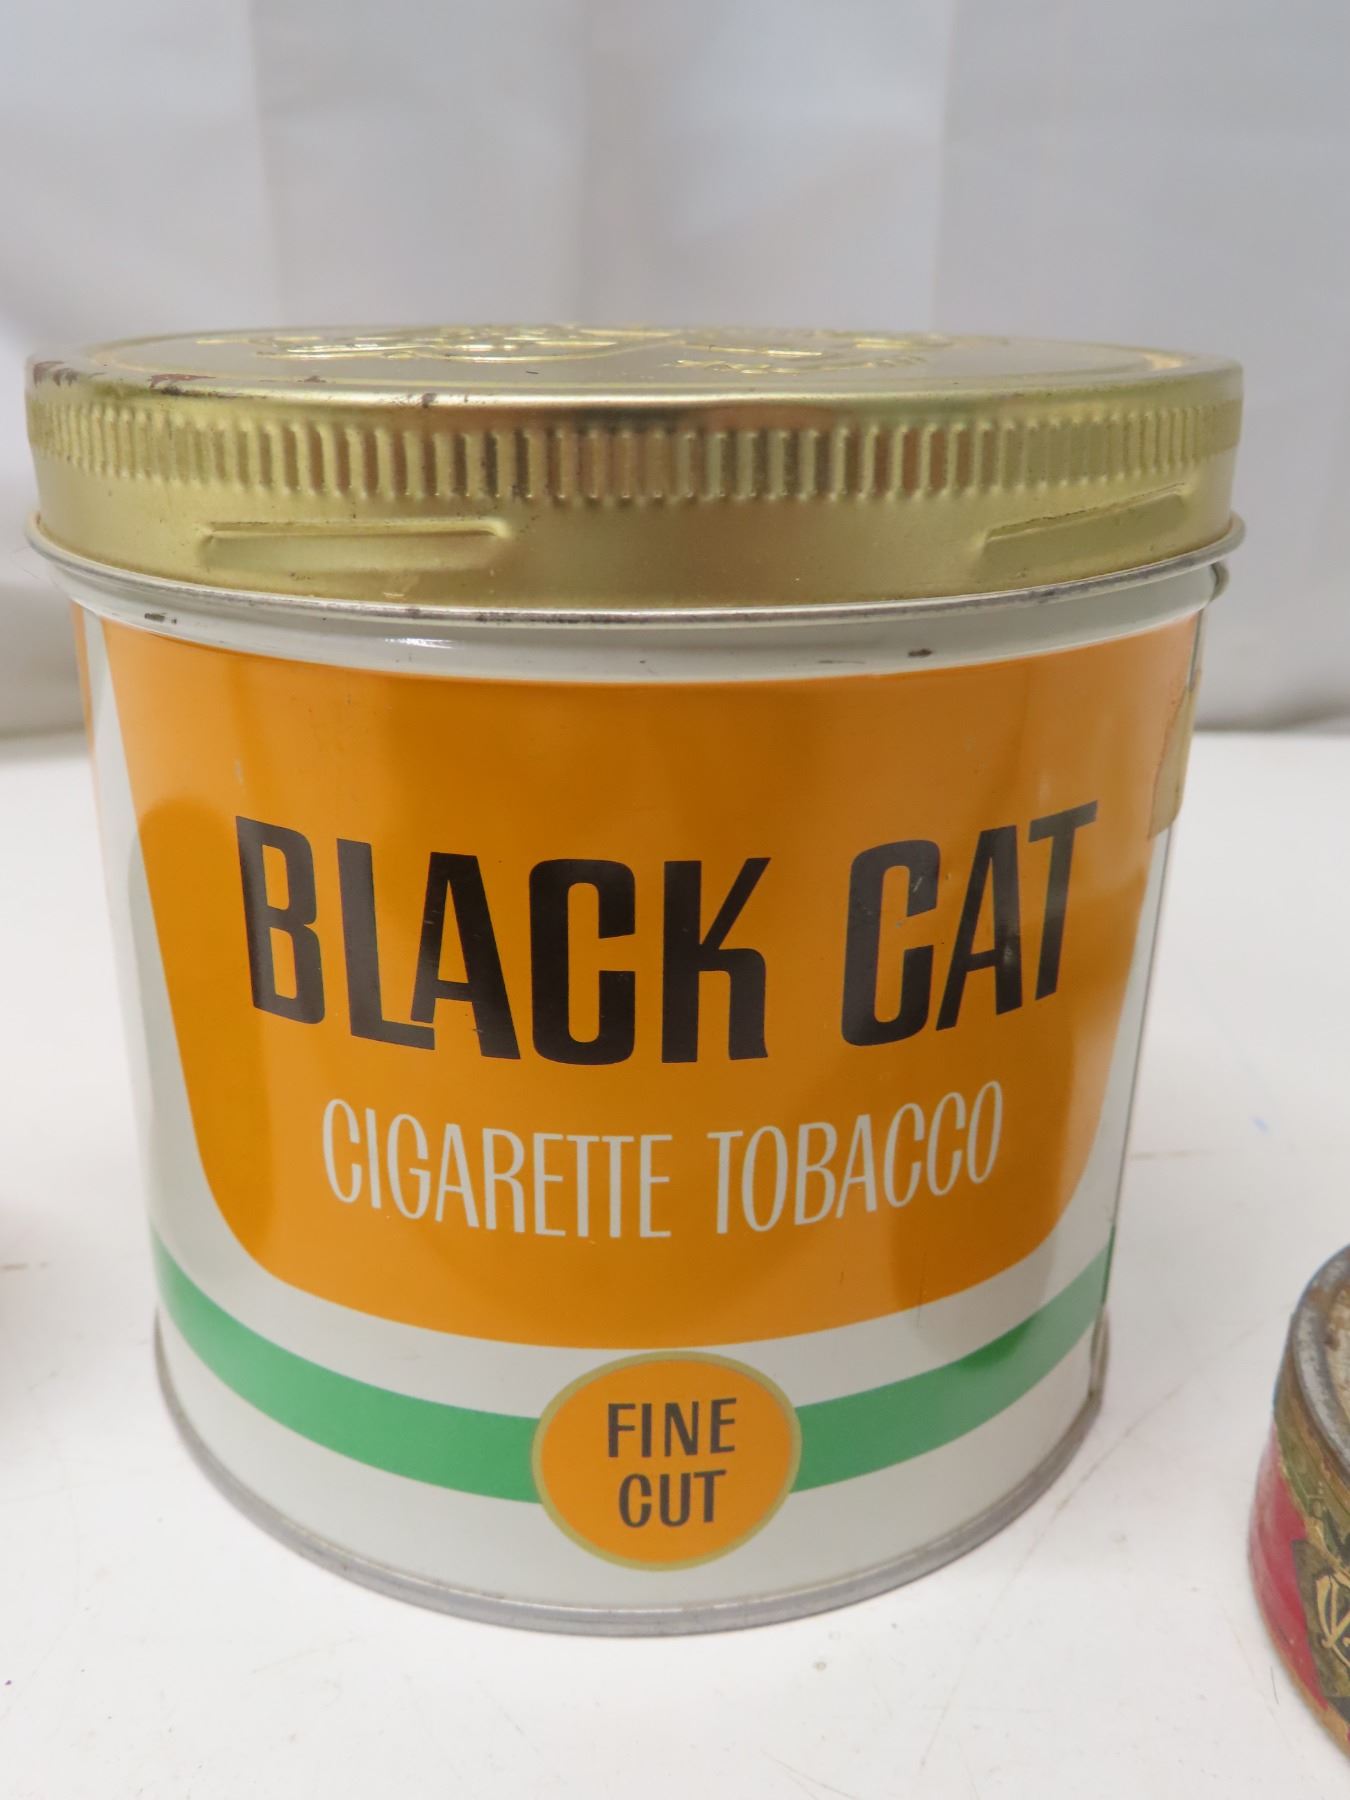 BLACK CAT
CIGARETTE TOBACCO
FINE
CUT